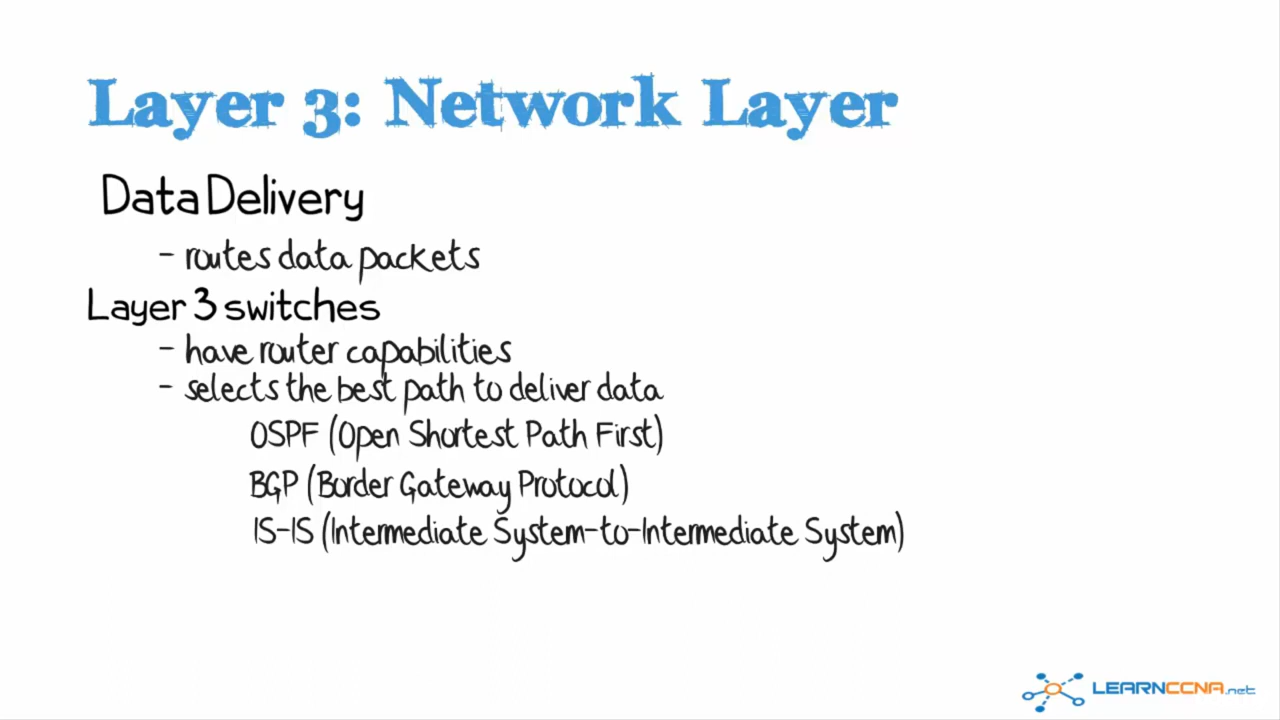 Layer 3: Network Layer
Data Delivery
- routes data packets
Layer 3 switches
- have router capabilities
- selects the best path to deliver data
OSPF (Open Shortest Path First)
BGP (Border Gateway Protocol)
IS-IS (Intermediate System-to-Intermediate System)
LEARNCCNA.net